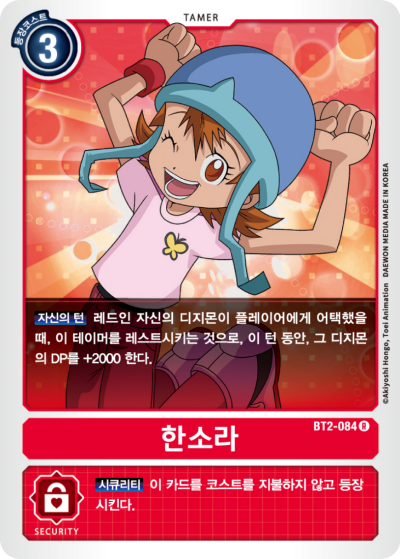 TAMER
등장코스트
3
자신의 턴 레드인 자신의 디지몬이 플레이어에게 어택했을
때, 이 테이머를 레스트시키는 것으로, 이 턴 동안, 그 디지몬
의 DP를 +2000 한다.
©Akiyoshi Hongo, Toei Animation DAEWON MEDIA MADE IN KOREA
BT2-084 R
한소라
시큐리티 이 카드를 코스트를 지불하지 않고 등장
시킨다.
SECURITY